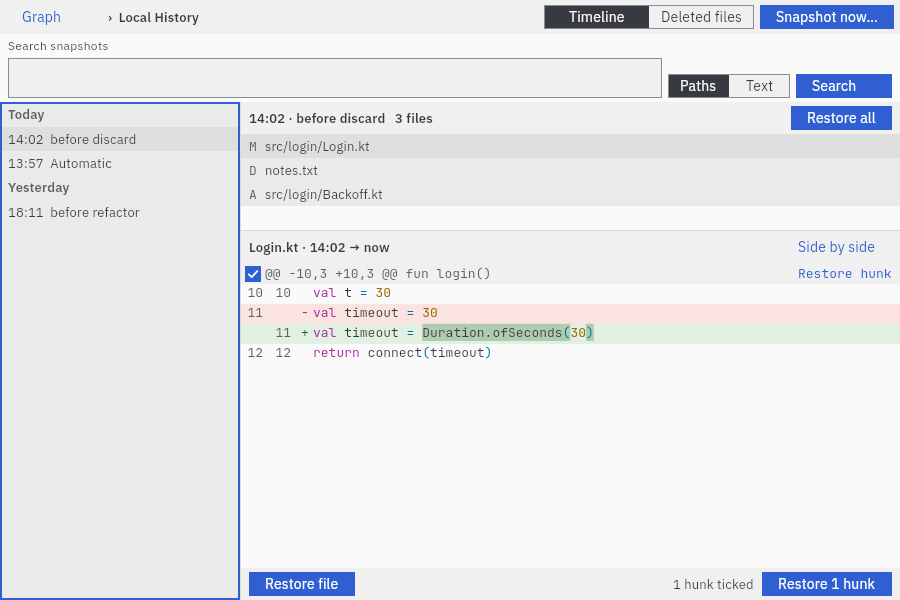 Graph › Local History Timeline Deleted files Snapshot now...
Search snapshots
Paths Text Search
Today
14:02 before discard
13:57 Automatic
Yesterday
18:11 before refactor
14:02 · before discard 3 files Restore all
M src/login/Login.kt
D notes.txt
A src/login/Backoff.kt
Login.kt · 14:02 → now Side by side
@@ -10,3 +10,3 @@ fun login() Restore hunk
10 10 val t = 30
11 - val timeout = 30
11 + val timeout = Duration.ofSeconds(30)
12 12 return connect(timeout)
Restore file 1 hunk ticked Restore 1 hunk